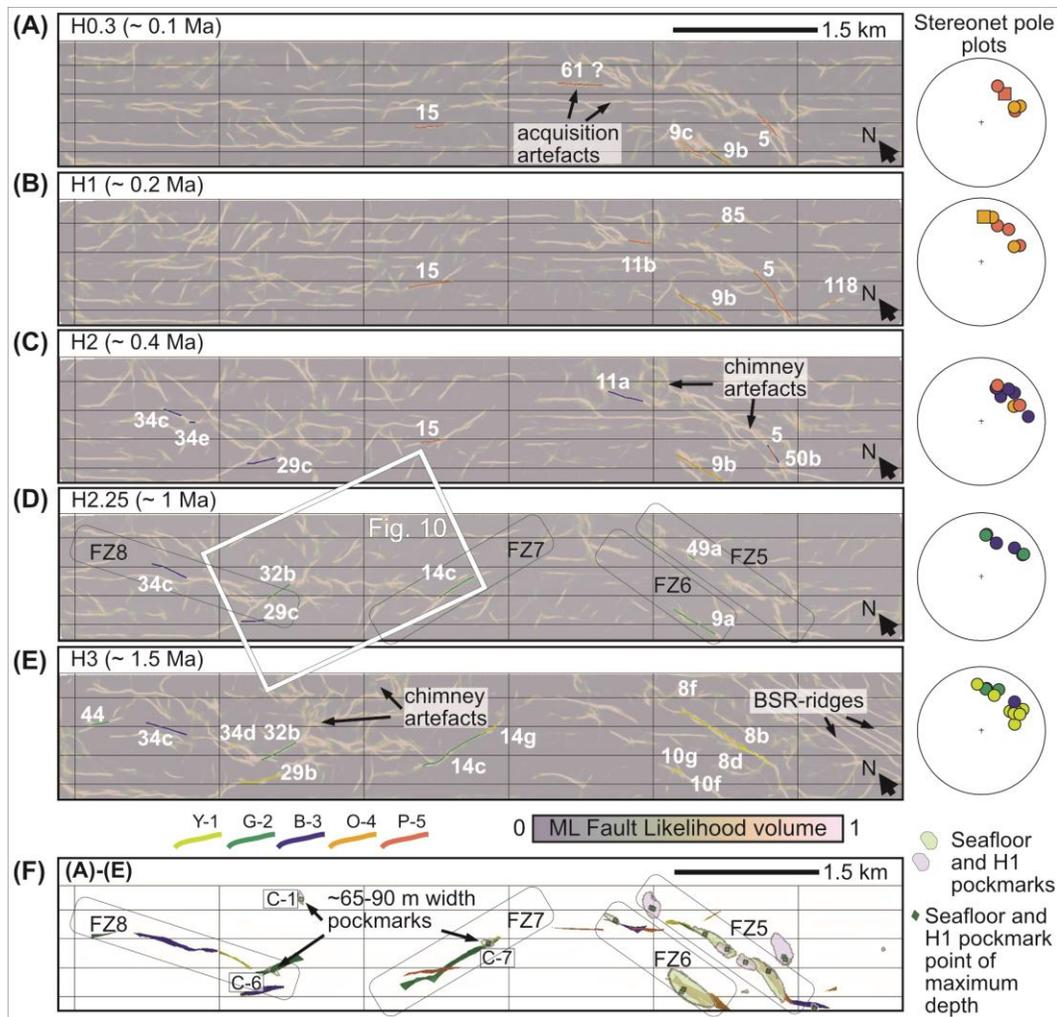 (A) H0.3 (~ 0.1 Ma)
1.5 km
Stereonet pole
plots
61 ?
15
acquisition
artefacts
9c
9b
5
N
(B) H1 (~ 0.2 Ma)
85
11b
15
5
9b
118
N
(C) H2 (~ 0.4 Ma)
chimney
artefacts
11a
34c
34e
15
29c
5
9b
50b
N
(D) H2.25 (~ 1 Ma)
Fig. 10
FZ8
FZ7
49a
FZ5
32b
34c
14c
FZ6
29c
9a
N
(E) H3 (~ 1.5 Ma)
chimney
artefacts
8f
BSR-ridges
44
34c
34d 32b
14g
8b
14c
10g
8d
29b
10f
N
Y-1 G-2 B-3 O-4 P-5
0 ML Fault Likelihood volume 1
Seafloor
and H1
pockmarks
(F) (A)-(E)
1.5 km
C-1
~65-90 m width
pockmarks
FZ8
FZ7
FZ5
C-7
C-6
FZ6
Seafloor and
H1 pockmark
point of
maximum
depth